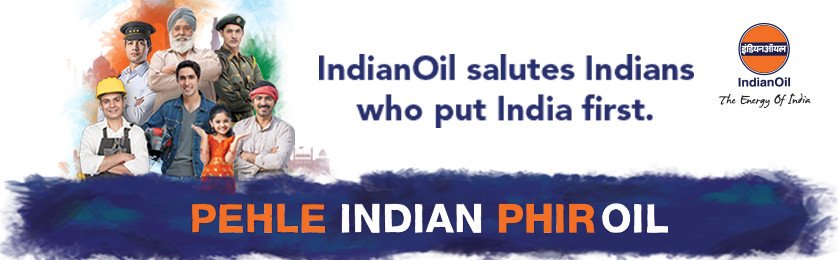 IndianOil salutes Indians
who put India first.
इंडियनऑयल
IndianOil
The Energy Of India
PEHLE INDIAN PHIR OIL